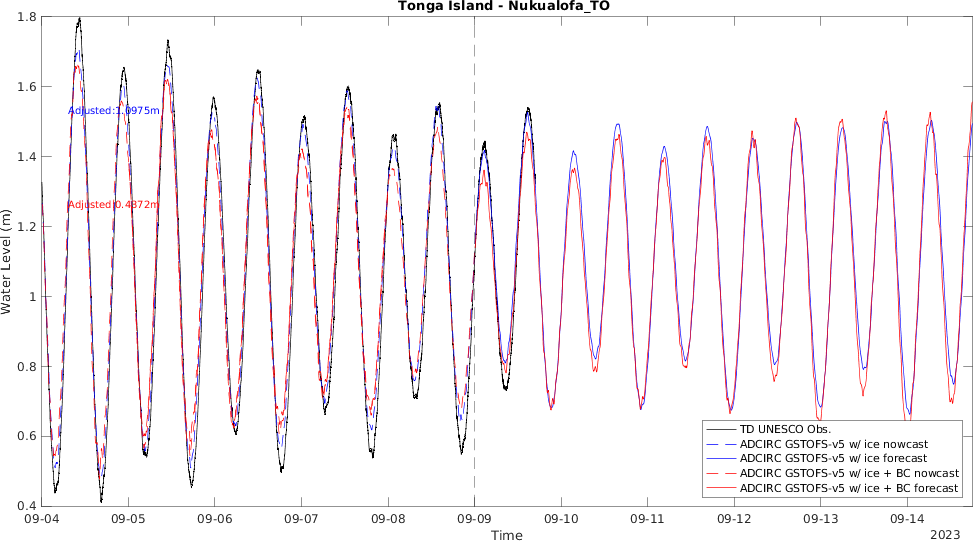 Tonga Island - Nukualofa_TO
1.8
1.6
1.4
1.2
1
0.8
0.6
0.4
Water Level (m)
Adjusted:1.0975m
Adjusted:0.4372m
TD UNESCO Obs.
ADCIRC GSTOFS-v5 w/ ice nowcast
ADCIRC GSTOFS-v5 w/ ice forecast
ADCIRC GSTOFS-v5 w/ ice + BC nowcast
ADCIRC GSTOFS-v5 w/ ice + BC forecast
09-04 09-05 09-06 09-07 09-08 09-09 09-10 09-11 09-12 09-13 09-14
Time
2023